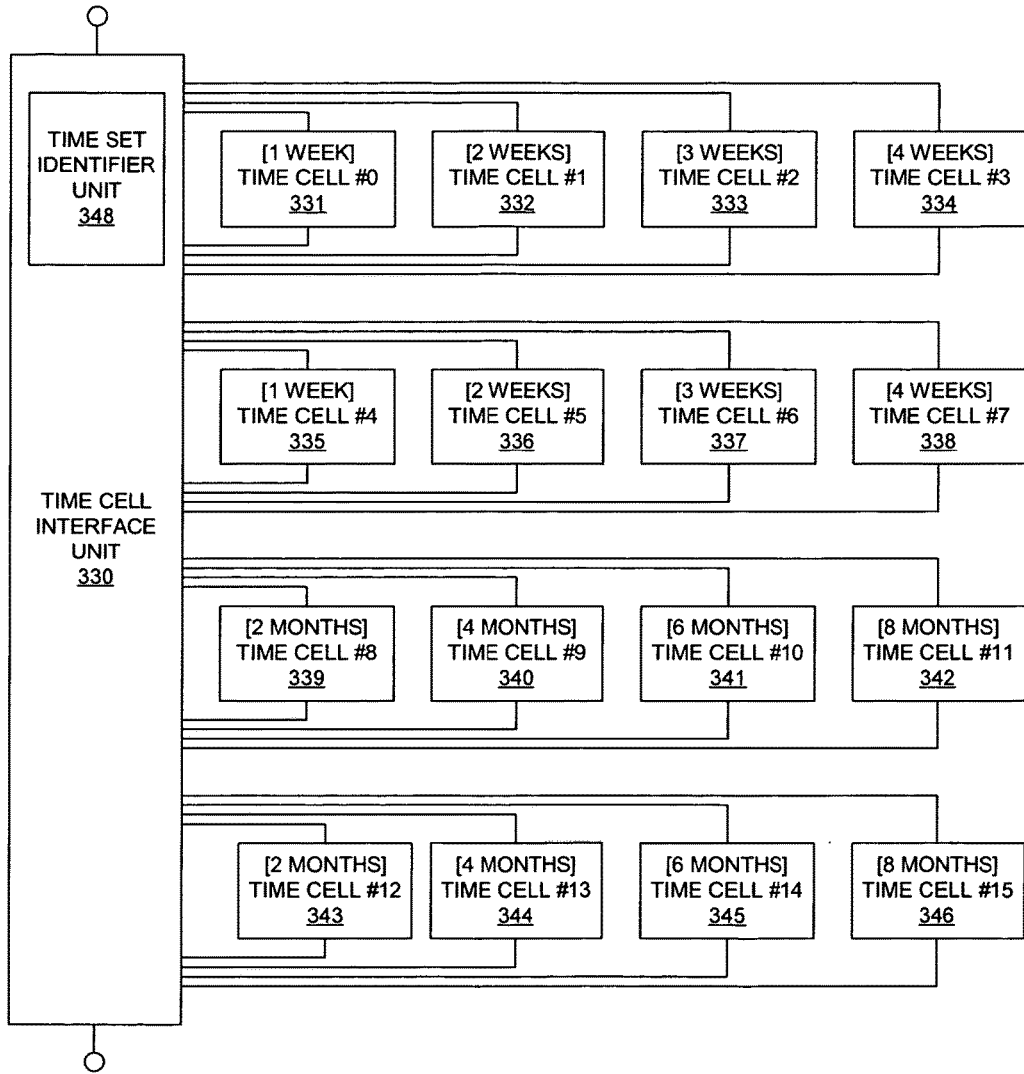 TIME SET
IDENTIFIER
UNIT
348
[1 WEEK]
TIME CELL #0
331
[2 WEEKS]
TIME CELL #1
332
[3 WEEKS]
TIME CELL #2
333
[4 WEEKS]
TIME CELL #3
334
[1 WEEK]
TIME CELL #4
335
[2 WEEKS]
TIME CELL #5
336
[3 WEEKS]
TIME CELL #6
337
[4 WEEKS]
TIME CELL #7
338
TIME CELL
INTERFACE
UNIT
330
[2 MONTHS]
TIME CELL #8
339
[4 MONTHS]
TIME CELL #9
340
[6 MONTHS]
TIME CELL #10
341
[8 MONTHS]
TIME CELL #11
342
[2 MONTHS]
TIME CELL #12
343
[4 MONTHS]
TIME CELL #13
344
[6 MONTHS]
TIME CELL #14
345
[8 MONTHS]
TIME CELL #15
346